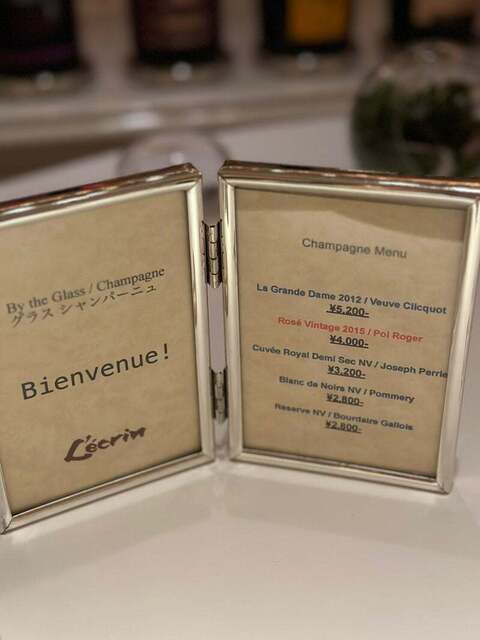 By the Glass / Champagne
グラス シャンパーニュ
Bienvenue!
L'écrin
Champagne Menu
La Grande Dame 2012 / Veuve Clicquot
¥5,200-
Rosé Vintage 2015 / Pol Roger
¥4,000-
Cuvée Royal Demi Sec NV / Joseph Perrie
¥3,200-
Blanc de Noirs NV / Pommery
¥2,800-
Réserve NV / Bourdaire Gallois
¥2,800-